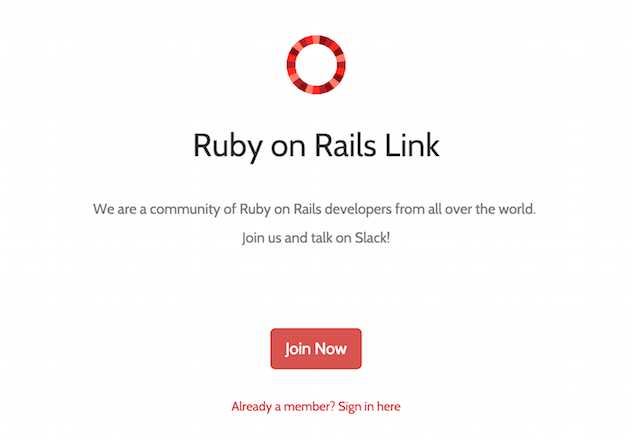 Ruby on Rails Link
We are a community of Ruby on Rails developers from all over the world.
Join us and talk on Slack!
Join Now
Already a member? Sign in here